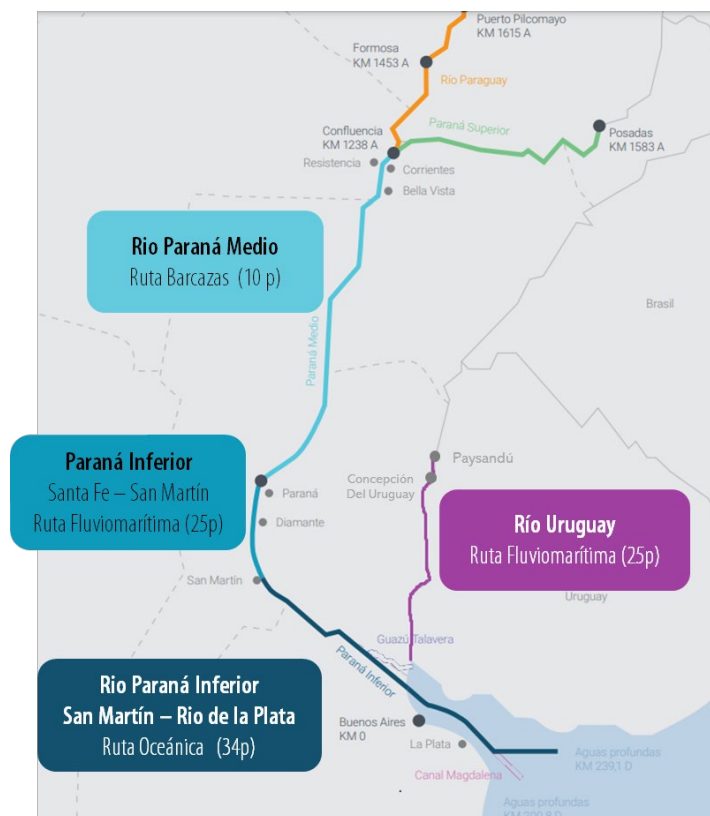 Puerto Pilcomayo
KM 1615 A
Formosa
KM 1453 A
Río Paraguay
Paraná Superior
Confluencia
KM 1238 A
Posadas
KM 1583 A
Resistencia
Corrientes
Bella Vista
Rio Paraná Medio
Ruta Barcazas (10 p)
Brasil
Paraná Medio
Paraná Inferior
Santa Fe – San Martín
Ruta Fluviomarítima (25p)
Paysandú
Concepción
Del Uruguay
Paraná
Diamante
Río Uruguay
Ruta Fluviomarítima (25p)
San Martín
Uruguay
Guazú Talavera
Paraná Inferior
Rio Paraná Inferior
San Martín – Rio de la Plata
Ruta Oceánica (34p)
Buenos Aires
KM 0
La Plata
Aguas profundas
KM 239,1 D
Canal Magdalena
Aguas profundas